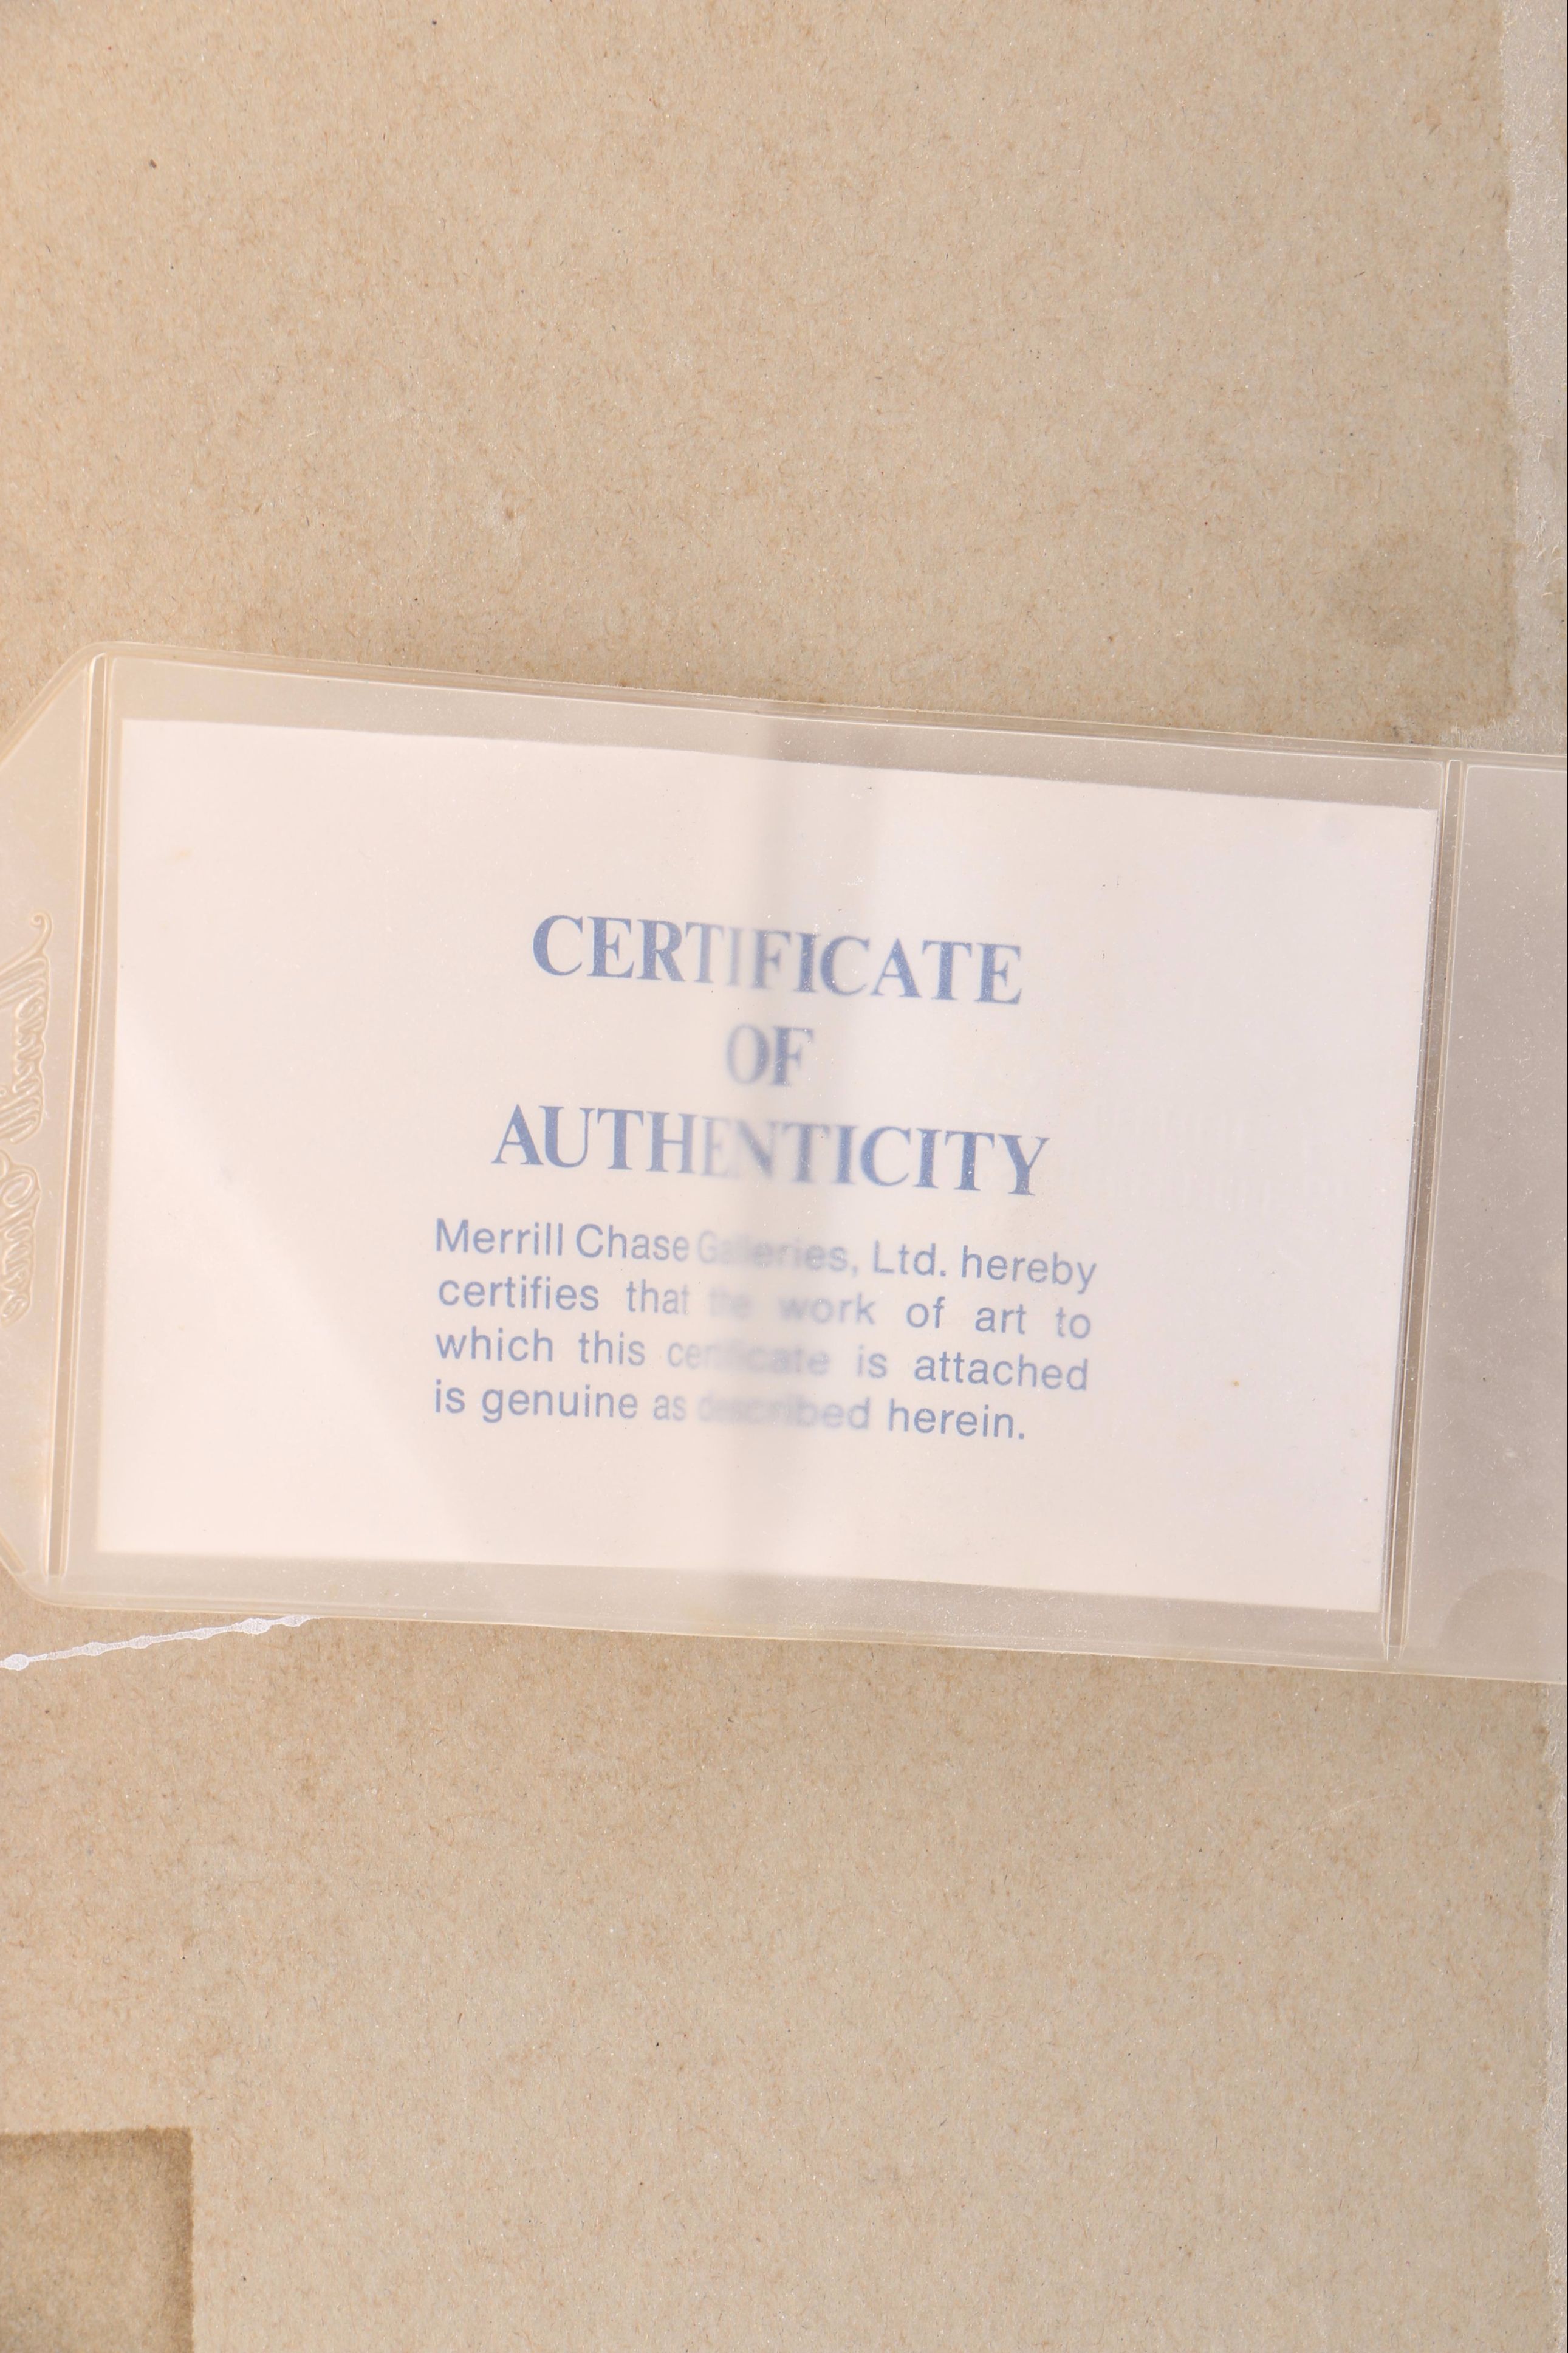 CERTIFICATE
OF
AUTHENTICITY
Merrill Chase Galleries, Ltd. hereby
certifies that the work of art to
which this certificate is attached
is genuine as described herein.